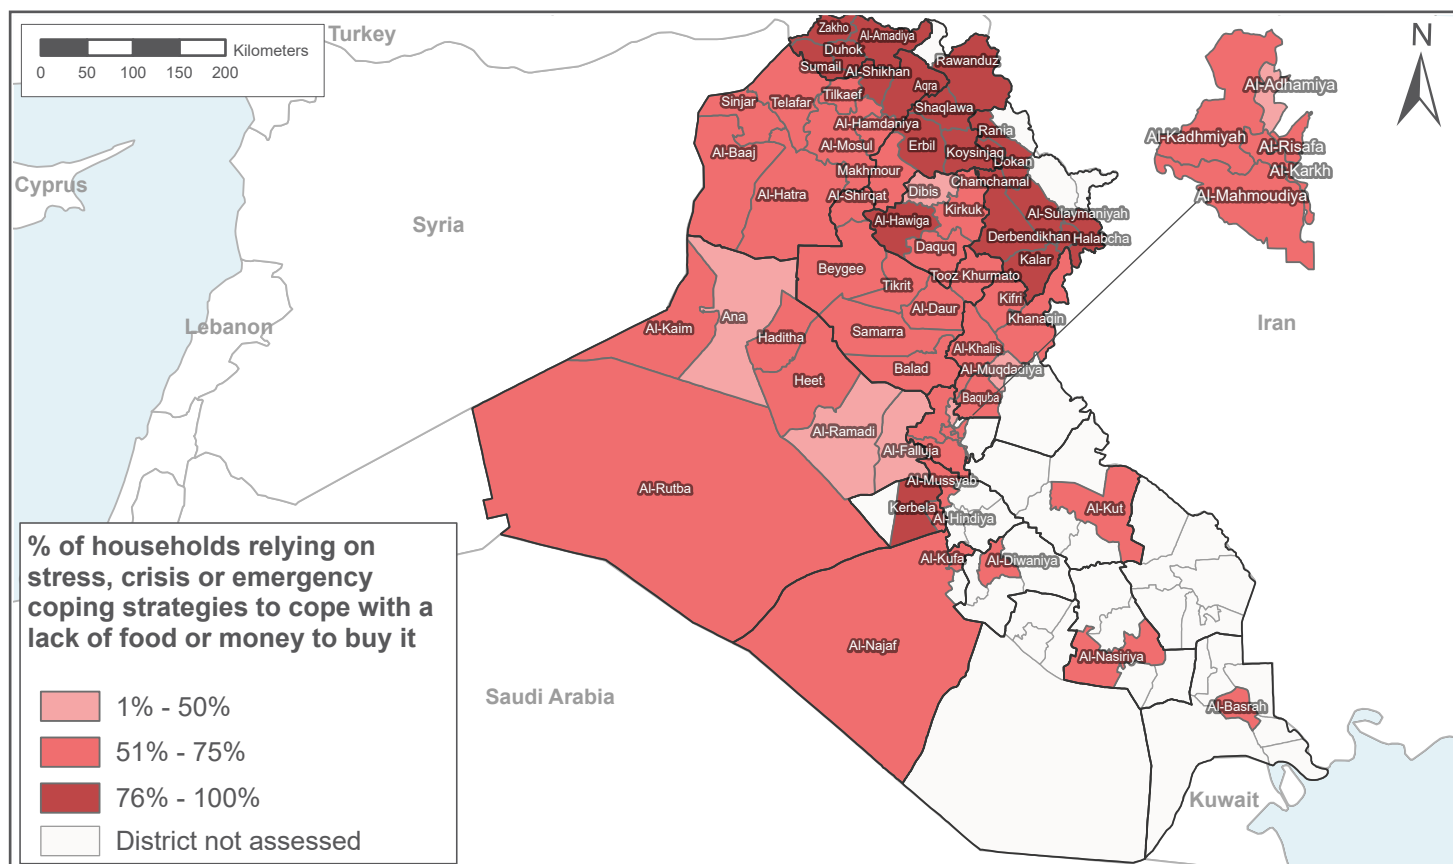 Kilometers
0 50 100 150 200
Turkey
Cyprus
Syria
Lebanon
Iran
Saudi Arabia
Kuwait
N
Zakho
Al-Amadiya
Duhok
Sumail
Al-Shikhan
Rawanduz
Aqra
Sinjar
Telafar
Tilkaef
Shaqlawa
Al-Hamdaniya
Rania
Al-Baaj
Al-Mosul
Erbil
Koysinjaq
Dokan
Makhmour
Chamchamal
Al-Hatra
Al-Shirqat
Dibis
Kirkuk
Al-Sulaymaniyah
Al-Hawiga
Derbendikhan
Halabcha
Daquq
Kalar
Beygee
Tikrit
Tooz Khurmato
Kifri
Al-Daur
Khanaqin
Al-Kaim
Ana
Haditha
Samarra
Al-Khalis
Balad
Al-Muqdadiya
Heet
Baquba
Al-Ramadi
Al-Falluja
Al-Rutba
Al-Mussyab
Kerbela
Al-Hindiya
Al-Kut
Al-Kufa
Al-Diwaniya
Al-Najaf
Al-Nasiriya
Al-Basrah
Al-Adhamiya
Al-Kadhmiyah
Al-Risafa
Al-Karkh
Al-Mahmoudiya
% of households relying on
stress, crisis or emergency
coping strategies to cope with a
lack of food or money to buy it
1% - 50%
51% - 75%
76% - 100%
District not assessed